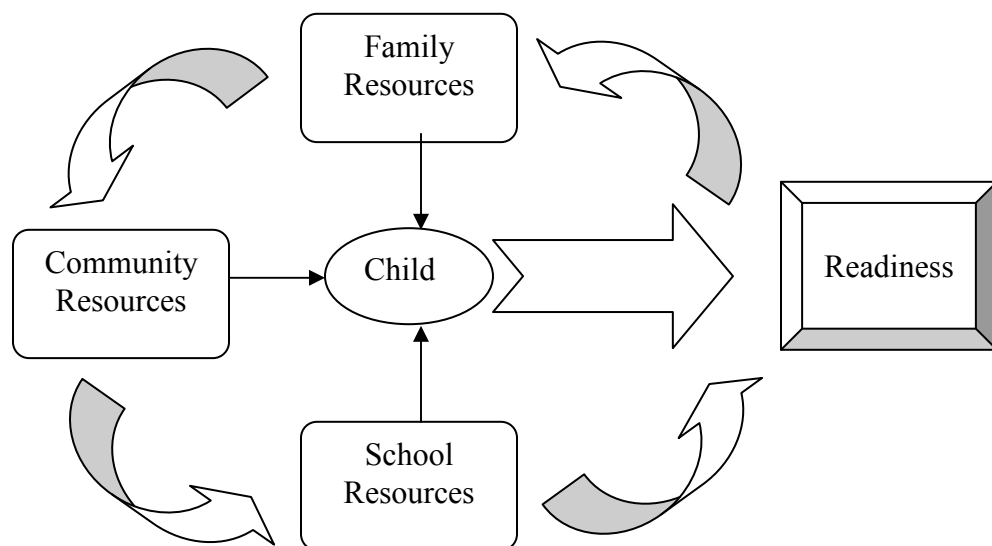 Family
Resources
Community
Resources
Child
Readiness
School
Resources